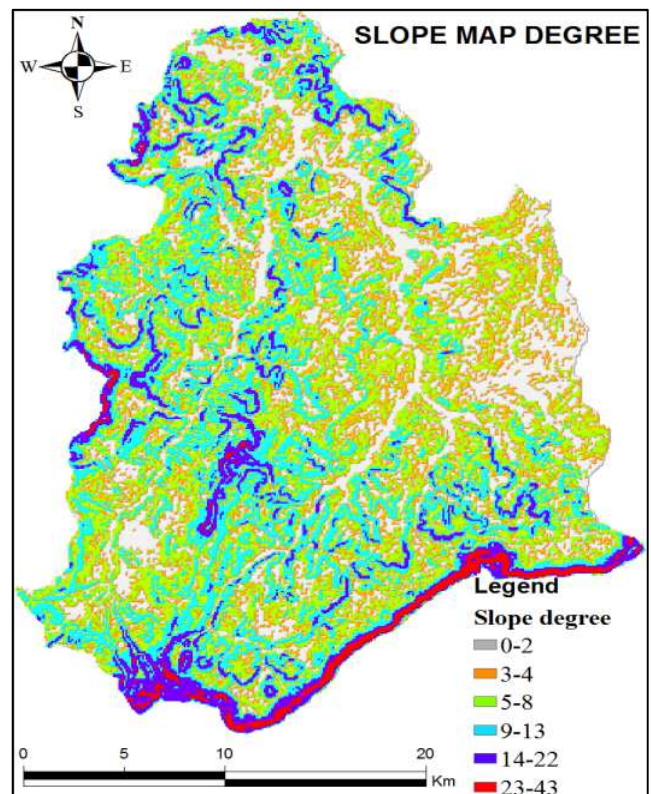 SLOPE MAP DEGREE
N
W E
S
Legend
Slope degree
0-2
3-4
5-8
9-13
14-22
23-43
0 5 10 20
Km